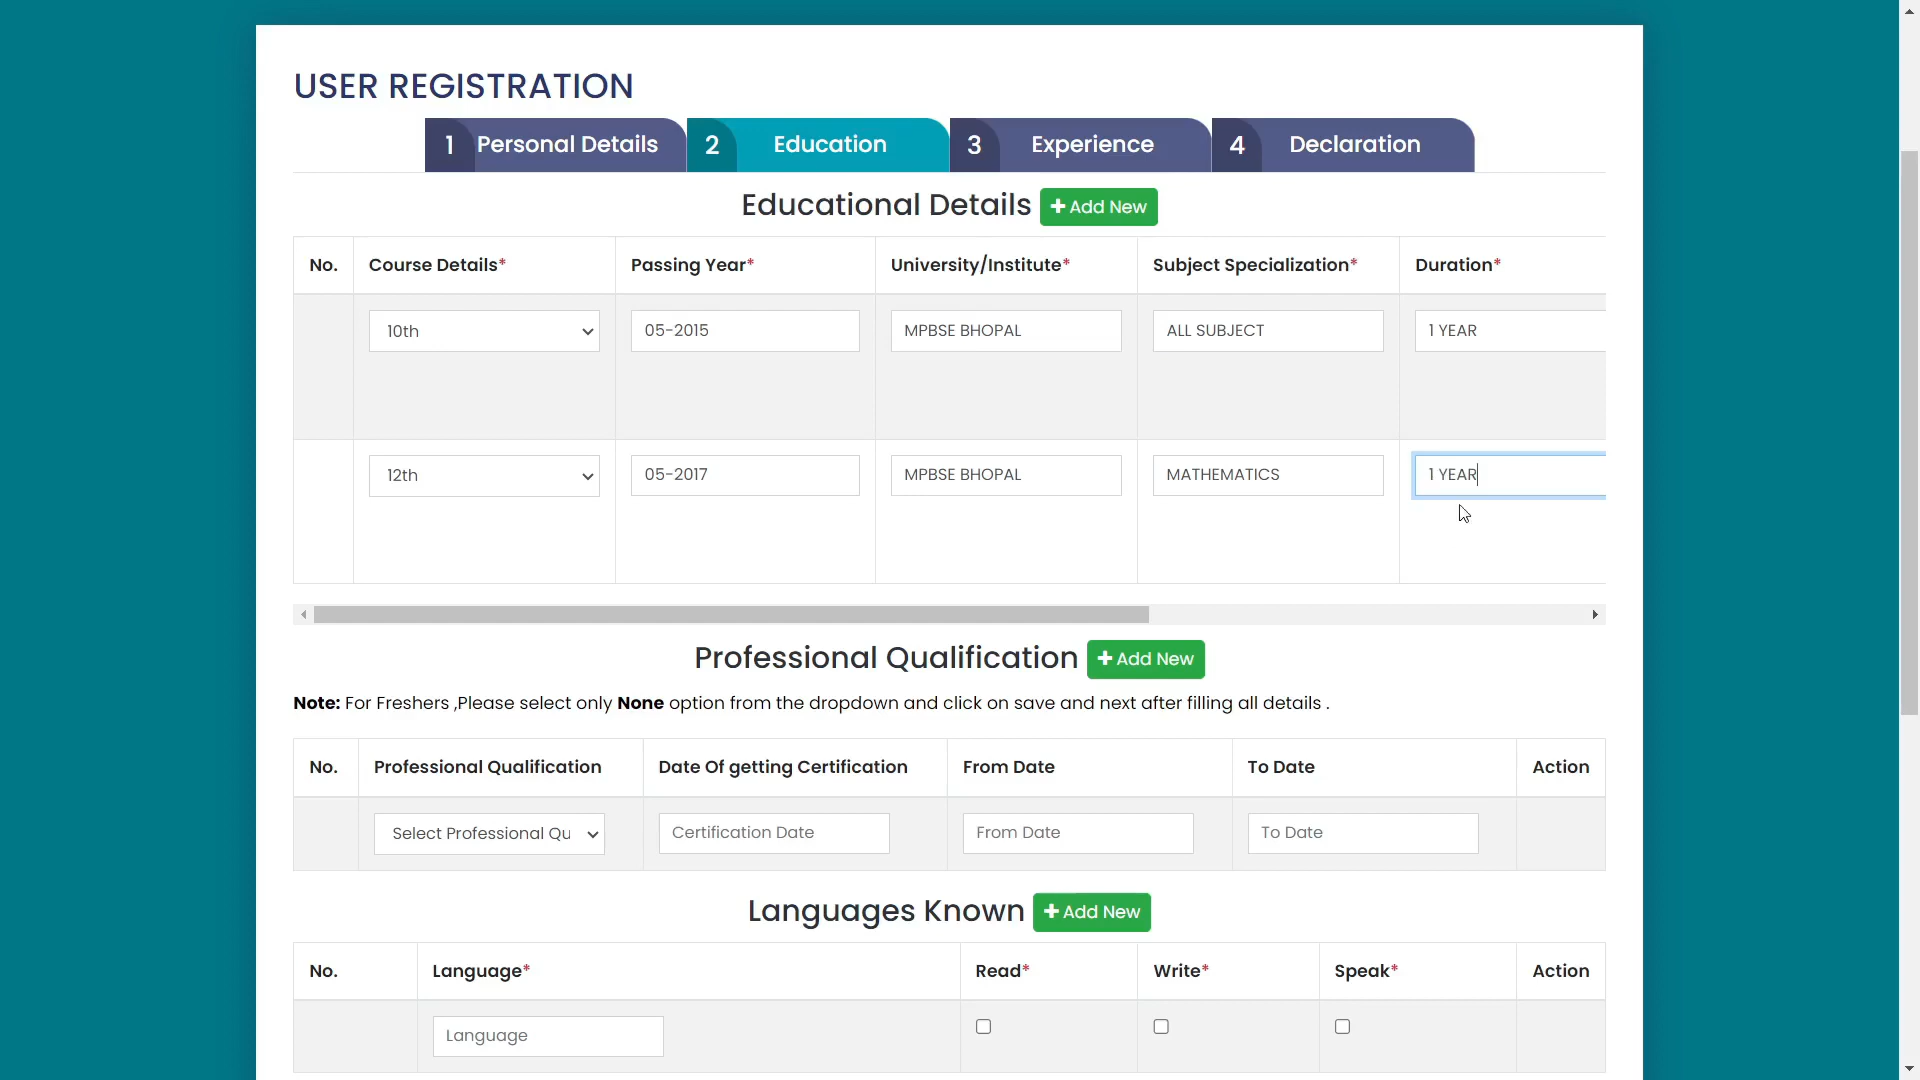 USER REGISTRATION
1 Personal Details 2 Education 3 Experience 4 Declaration
Educational Details + Add New
No. Course Details* Passing Year* University/Institute* Subject Specialization* Duration*
10th 05-2015 MPBSE BHOPAL ALL SUBJECT 1 YEAR
12th 05-2017 MPBSE BHOPAL MATHEMATICS 1 YEAR
Professional Qualification + Add New
Note: For Freshers ,Please select only None option from the dropdown and click on save and next after filling all details .
No. Professional Qualification Date Of getting Certification From Date To Date Action
Select Professional Qu Certification Date From Date To Date
Languages Known + Add New
No. Language* Read* Write* Speak* Action
Language